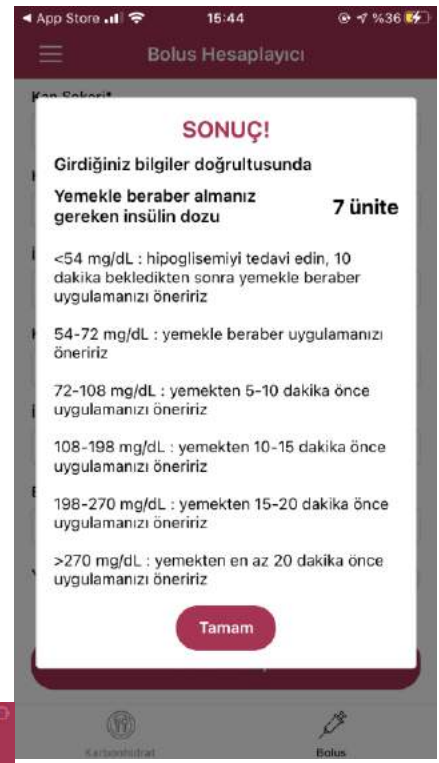 App Store
15:44
%36
Bolus Hesaplayıcı
Kan Şekeri*
SONUÇ!
Girdiğiniz bilgiler doğrultusunda
Yemekle beraber almanız
gereken insülin dozu
7 ünite
<54 mg/dL : hipoglisemiyi tedavi edin, 10
dakika bekledikten sonra yemekle beraber
uygulamanızı öneririz
54-72 mg/dL : yemekle beraber uygulamanızı
öneririz
72-108 mg/dL : yemekten 5-10 dakika önce
uygulamanızı öneririz
108-198 mg/dL : yemekten 10-15 dakika önce
uygulamanızı öneririz
198-270 mg/dL : yemekten 15-20 dakika önce
uygulamanızı öneririz
>270 mg/dL : yemekten en az 20 dakika önce
uygulamanızı öneririz
Tamam
Karbonhidrat
Bolus